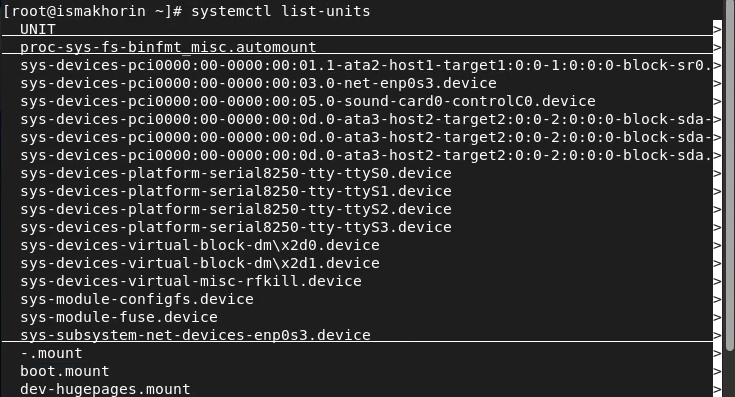 [root@ismakhorin ~]# systemctl list-units
UNIT >
proc-sys-fs-binfmt_misc.automount >
sys-devices-pci0000:00-0000:00:01.1-ata2-host1-target1:0:0-1:0:0:0-block-sr0.>
sys-devices-pci0000:00-0000:00:03.0-net-enp0s3.device >
sys-devices-pci0000:00-0000:00:05.0-sound-card0-controlC0.device >
sys-devices-pci0000:00-0000:00:0d.0-ata3-host2-target2:0:0-2:0:0:0-block-sda->
sys-devices-pci0000:00-0000:00:0d.0-ata3-host2-target2:0:0-2:0:0:0-block-sda->
sys-devices-pci0000:00-0000:00:0d.0-ata3-host2-target2:0:0-2:0:0:0-block-sda.>
sys-devices-platform-serial8250-tty-ttyS0.device >
sys-devices-platform-serial8250-tty-ttyS1.device >
sys-devices-platform-serial8250-tty-ttyS2.device >
sys-devices-platform-serial8250-tty-ttyS3.device >
sys-devices-virtual-block-dm\x2d0.device >
sys-devices-virtual-block-dm\x2d1.device >
sys-devices-virtual-misc-rfkill.device >
sys-module-configfs.device >
sys-module-fuse.device >
sys-subsystem-net-devices-enp0s3.device >
-.mount >
boot.mount >
dev-hugepages.mount >